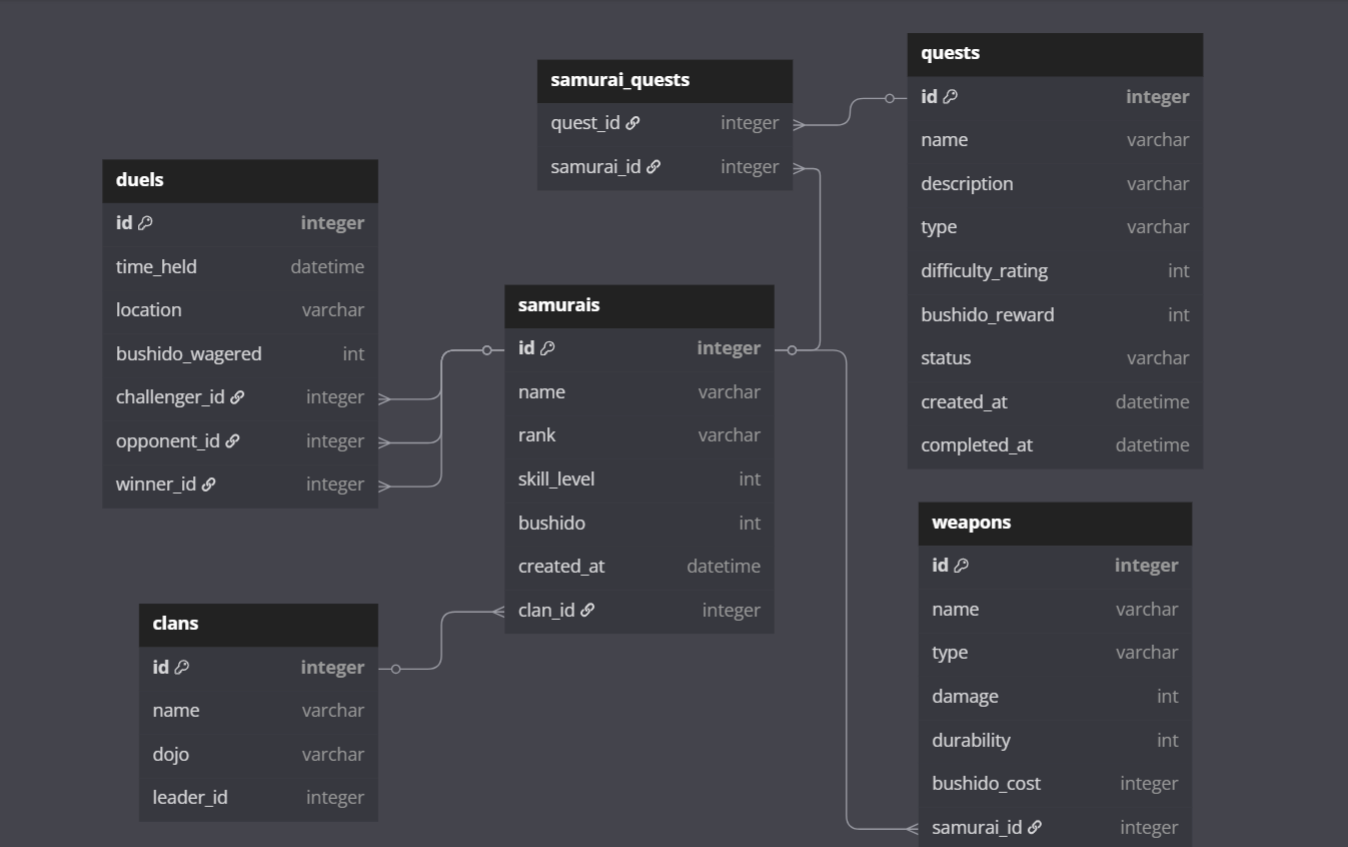 samurai_quests
quest_id integer
samurai_id integer
quests
id integer
name varchar
description varchar
type varchar
difficulty_rating int
bushido_reward int
status varchar
created_at datetime
completed_at datetime
duels
id integer
time_held datetime
location varchar
bushido_wagered int
challenger_id integer
opponent_id integer
winner_id integer
samurais
id integer
name varchar
rank varchar
skill_level int
bushido int
created_at datetime
clan_id integer
clans
id integer
name varchar
dojo varchar
leader_id integer
weapons
id integer
name varchar
type varchar
damage int
durability int
bushido_cost integer
samurai_id integer